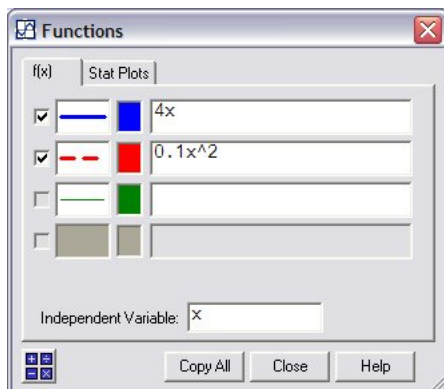 Functions
f(x) Stat Plots
4x
0.1x^2
Independent Variable: x
Copy All Close Help